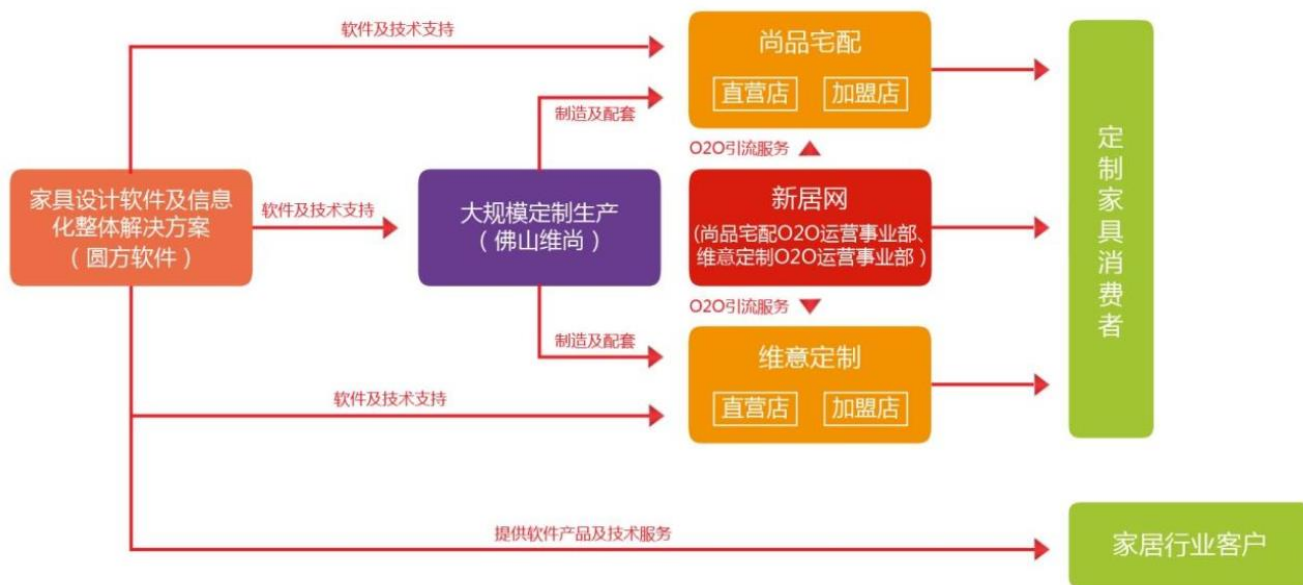 软件及技术支持
尚品宅配
直营店 加盟店
制造及配套
O2O引流服务
家具设计软件及信息
化整体解决方案
（圆方软件）
软件及技术支持
大规模定制生产
（佛山维尚）
新居网
(尚品宅配O2O运营事业部、
维意定制O2O运营事业部）
定制家具消费者
O2O引流服务
制造及配套
维意定制
直营店 加盟店
软件及技术支持
提供软件产品及技术服务
家居行业客户